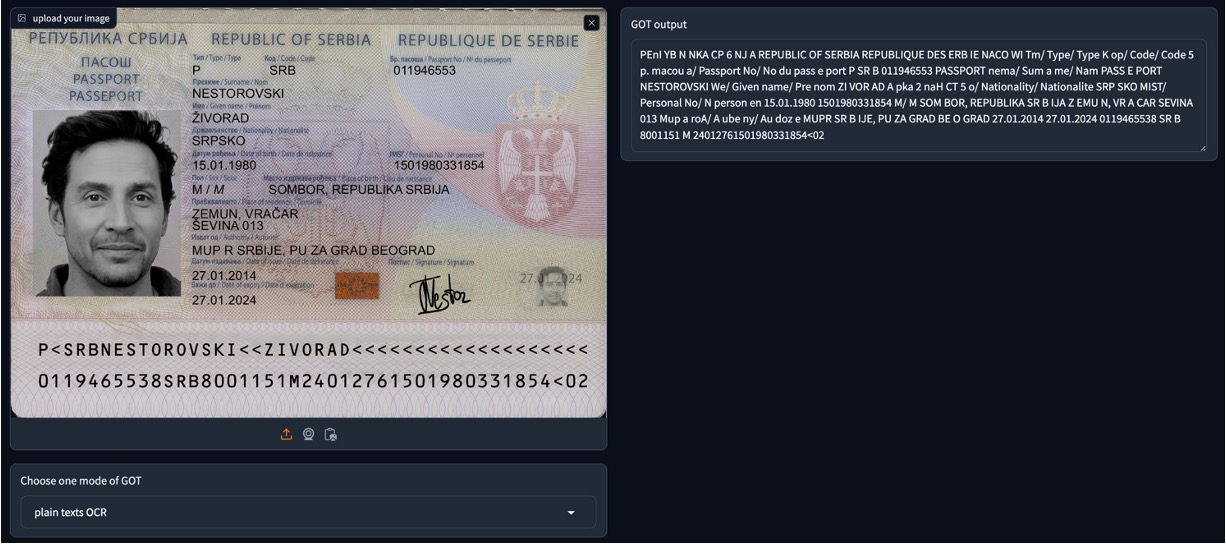 upload your image
РЕПУБЛИКА СРБИЈА REPUBLIC OF SERBIA REPUBLIQUE DE SERBIE
ПАСОШ
PASSPORT
PASSEPORT
Тип / Type / Type Код / Code / Code Бр. пасоша / Passport No / Nº du passeport
P SRB 011946553
Презиме / Surname / Nom
NESTOROVSKI
Име / Given name / Prénom
ŽIVORAD
Држављанство / Nationality / Nationalité
SRPSKO
Датум рођења / Date of birth / Date de naissance / Personal No / Nº personnel
15.01.1980 1501980331854
Пол / Sex / Sexe Место и држава рођења / Place of birth / Lieu de naissance
M / M SOMBOR, REPUBLIKA SRBIJA
Пребивалиште / Place of residence / Domicile
ZEMUN, VRAČAR
ŠEVINA 013
Издат од / Authority / Autorité
MUP R SRBIJE, PU ZA GRAD BEOGRAD
Датум издавања / Date of issue / Date de délivrance Потпис / Signature / Signature
27.01.2014
Важи до / Date of expiry / Date d'expiration
27.01.2024
Nestor
27.01.2024
P<SRBNESTOROVSKI<<ZIVORAD<<<<<<<<<<<<<<<<<<<
0119465538SRB8001151M24012761501980331854<02
Choose one mode of GOT
plain texts OCR
GOT output
PEnI YB N NKA CP 6 NJ A REPUBLIC OF SERBIA REPUBLIQUE DES ERB IE NACO WI Tm/ Type/ Type K op/ Code/ Code 5
p. macou a/ Passport No/ No du pass e port P SR B 011946553 PASSPORT nema/ Sum a me/ Nam PASS E PORT
NESTOROVSKI We/ Given name/ Pre nom ZI VOR AD A pka 2 naH CT 5 o/ Nationality/ Nationalite SRP SKO MIST/
Personal No/ N person en 15.01.1980 1501980331854 M/ M SOM BOR, REPUBLIKA SR B IJA Z EMU N, VR A CAR SEVINA
013 Mup a roA/ A ube ny/ Au doz e MUPR SR B IJE, PU ZA GRAD BE O GRAD 27.01.2014 27.01.2024 0119465538 SR B
8001151 M 24012761501980331854<02